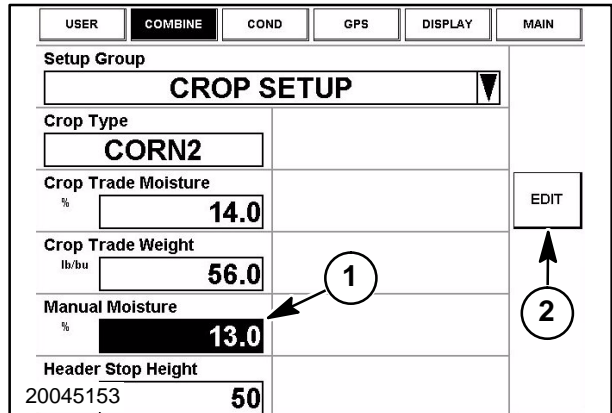 USER COMBINE COND GPS DISPLAY MAIN
Setup Group
CROP SETUP
Crop Type
CORN2
Crop Trade Moisture
% 14.0
EDIT
Crop Trade Weight
lb/bu 56.0
1
Manual Moisture
% 13.0
2
Header Stop Height
20045153 50